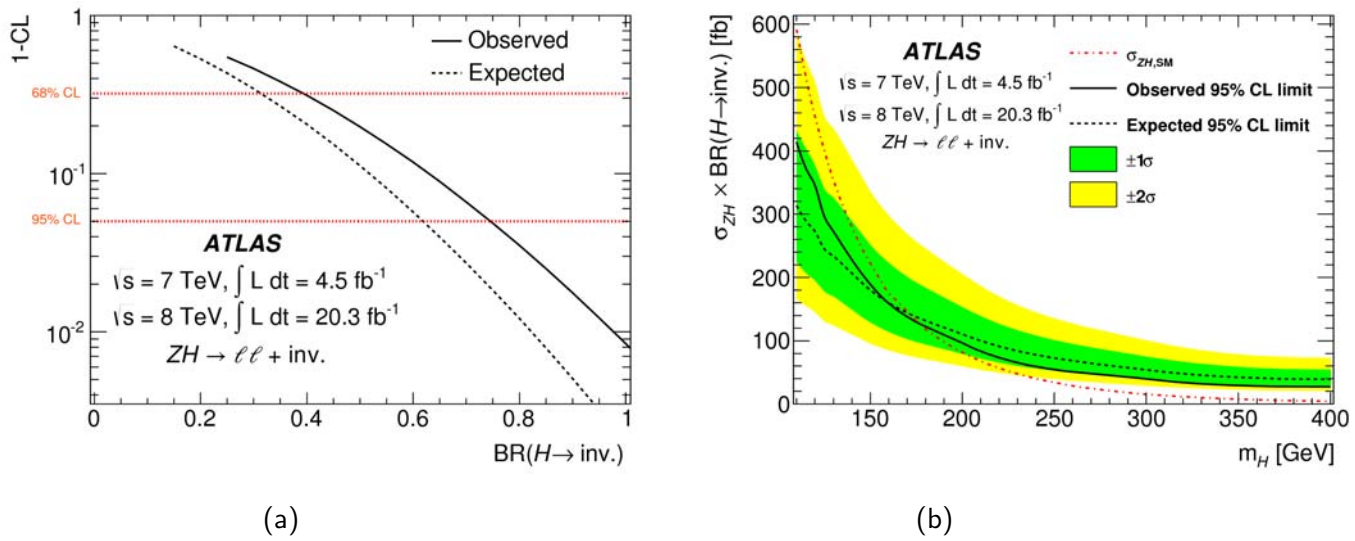 1-CL
1
10⁻¹
10⁻²
68% CL
95% CL
Observed
Expected
ATLAS
√s = 7 TeV, ∫ L dt = 4.5 fb⁻¹
√s = 8 TeV, ∫ L dt = 20.3 fb⁻¹
ZH → ℓℓ + inv.
0 0.2 0.4 0.6 0.8 1
BR(H→ inv.)
(a)
σ_ZH × BR(H→inv.) [fb]
600
500
400
300
200
100
0
ATLAS
√s = 7 TeV, ∫ L dt = 4.5 fb⁻¹
√s = 8 TeV, ∫ L dt = 20.3 fb⁻¹
ZH → ℓℓ + inv.
σ_ZH,SM
Observed 95% CL limit
Expected 95% CL limit
±1σ
±2σ
150 200 250 300 350 400
m_H [GeV]
(b)